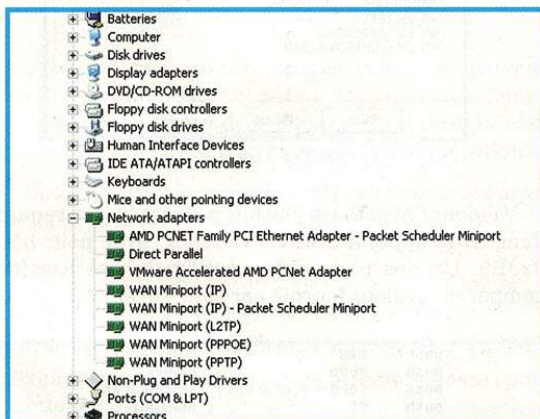 Batteries
Computer
Disk drives
Display adapters
DVD/CD-ROM drives
Floppy disk controllers
Floppy disk drives
Human Interface Devices
IDE ATA/ATAPI controllers
Keyboards
Mice and other pointing devices
Network adapters
AMD PCNET Family PCI Ethernet Adapter - Packet Scheduler Miniport
Direct Parallel
VMware Accelerated AMD PCNet Adapter
WAN Miniport (IP)
WAN Miniport (IP) - Packet Scheduler Miniport
WAN Miniport (L2TP)
WAN Miniport (PPPOE)
WAN Miniport (PPTP)
Non-Plug and Play Drivers
Ports (COM & LPT)
Processors